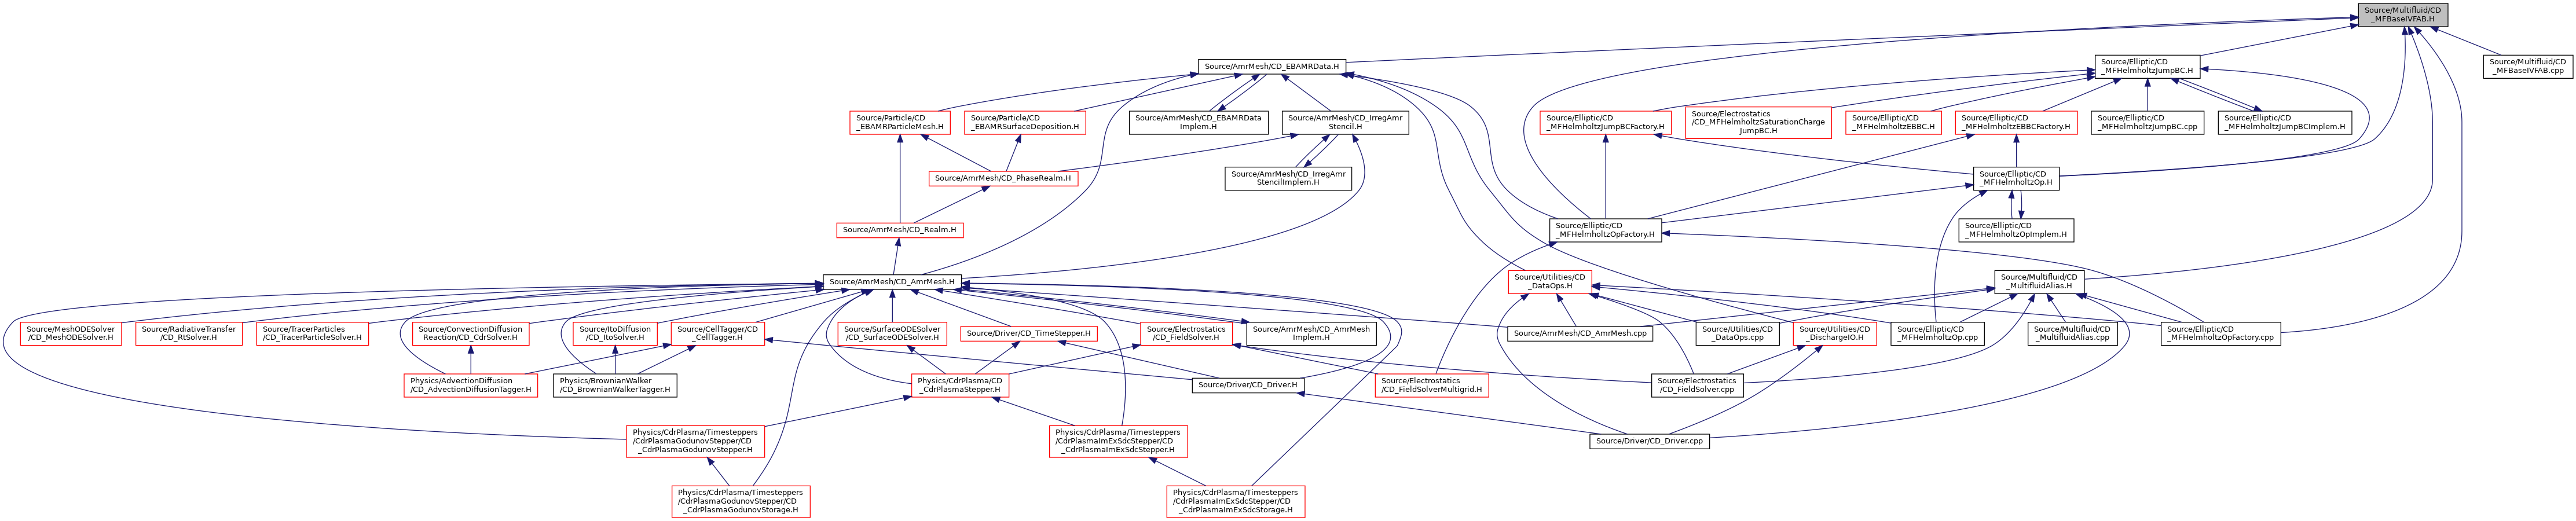 Source/Multifluid/CD
_MFBaseIVFAB.H
Source/AmrMesh/CD_EBAMRData.H
Source/Elliptic/CD
_MFHelmholtzJumpBC.H
Source/Multifluid/CD
_MFBaseIVFAB.cpp
Source/Particle/CD
_EBAMRParticleMesh.H
Source/Particle/CD
_EBAMRSurfaceDeposition.H
Source/AmrMesh/CD_EBAMRData
Implem.H
Source/AmrMesh/CD_IrregAmr
Stencil.H
Source/Elliptic/CD
_MFHelmholtzJumpBCFactory.H
Source/Electrostatics
/CD_MFHelmholtzSaturationCharge
JumpBC.H
Source/Elliptic/CD
_MFHelmholtzEBBC.H
Source/Elliptic/CD
_MFHelmholtzEBBCFactory.H
Source/Elliptic/CD
_MFHelmholtzJumpBC.cpp
Source/Elliptic/CD
_MFHelmholtzJumpBCImplem.H
Source/AmrMesh/CD_PhaseRealm.H
Source/AmrMesh/CD_IrregAmr
StencilImplem.H
Source/Elliptic/CD
_MFHelmholtzOp.H
Source/AmrMesh/CD_Realm.H
Source/Elliptic/CD
_MFHelmholtzOpFactory.H
Source/Elliptic/CD
_MFHelmholtzOpImplem.H
Source/AmrMesh/CD_AmrMesh.H
Source/Utilities/CD
_DataOps.H
Source/Multifluid/CD
_MultifluidAlias.H
Source/MeshODESolver
/CD_MeshODESolver.H
Source/RadiativeTransfer
/CD_RtSolver.H
Source/TracerParticles
/CD_TracerParticleSolver.H
Source/ConvectionDiffusion
Reaction/CD_CdrSolver.H
Source/ItoDiffusion
/CD_ItoSolver.H
Source/CellTagger/CD
_CellTagger.H
Source/SurfaceODESolver
/CD_SurfaceODESolver.H
Source/Driver/CD_TimeStepper.H
Source/Electrostatics
/CD_FieldSolver.H
Source/AmrMesh/CD_AmrMesh
Implem.H
Source/AmrMesh/CD_AmrMesh.cpp
Source/Utilities/CD
_DataOps.cpp
Source/Utilities/CD
_DischargeIO.H
Source/Elliptic/CD
_MFHelmholtzOp.cpp
Source/Multifluid/CD
_MultifluidAlias.cpp
Source/Elliptic/CD
_MFHelmholtzOpFactory.cpp
Physics/AdvectionDiffusion
/CD_AdvectionDiffusionTagger.H
Physics/BrownianWalker
/CD_BrownianWalkerTagger.H
Physics/CdrPlasma/CD
_CdrPlasmaStepper.H
Source/Driver/CD_Driver.H
Source/Electrostatics
/CD_FieldSolverMultigrid.H
Source/Electrostatics
/CD_FieldSolver.cpp
Physics/CdrPlasma/Timesteppers
/CdrPlasmaGodunovStepper/CD
_CdrPlasmaGodunovStepper.H
Physics/CdrPlasma/Timesteppers
/CdrPlasmaImExSdcStepper/CD
_CdrPlasmaImExSdcStepper.H
Source/Driver/CD_Driver.cpp
Physics/CdrPlasma/Timesteppers
/CdrPlasmaGodunovStepper/CD
_CdrPlasmaGodunovStorage.H
Physics/CdrPlasma/Timesteppers
/CdrPlasmaImExSdcStepper/CD
_CdrPlasmaImExSdcStorage.H